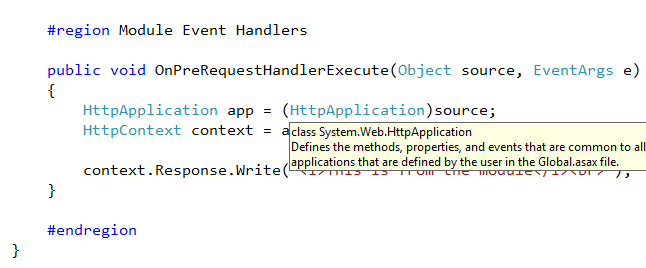 #region Module Event Handlers
public void OnPreRequestHandlerExecute(Object source, EventArgs e)
{
HttpApplication app = (HttpApplication)source;
HttpContext context = a
class System.Web.HttpApplication
Defines the methods, properties, and events that are common to all
applications that are defined by the user in the Global.asax file.
context.Response.Write("<i>This is from the module</i><br>");
}
#endregion
}